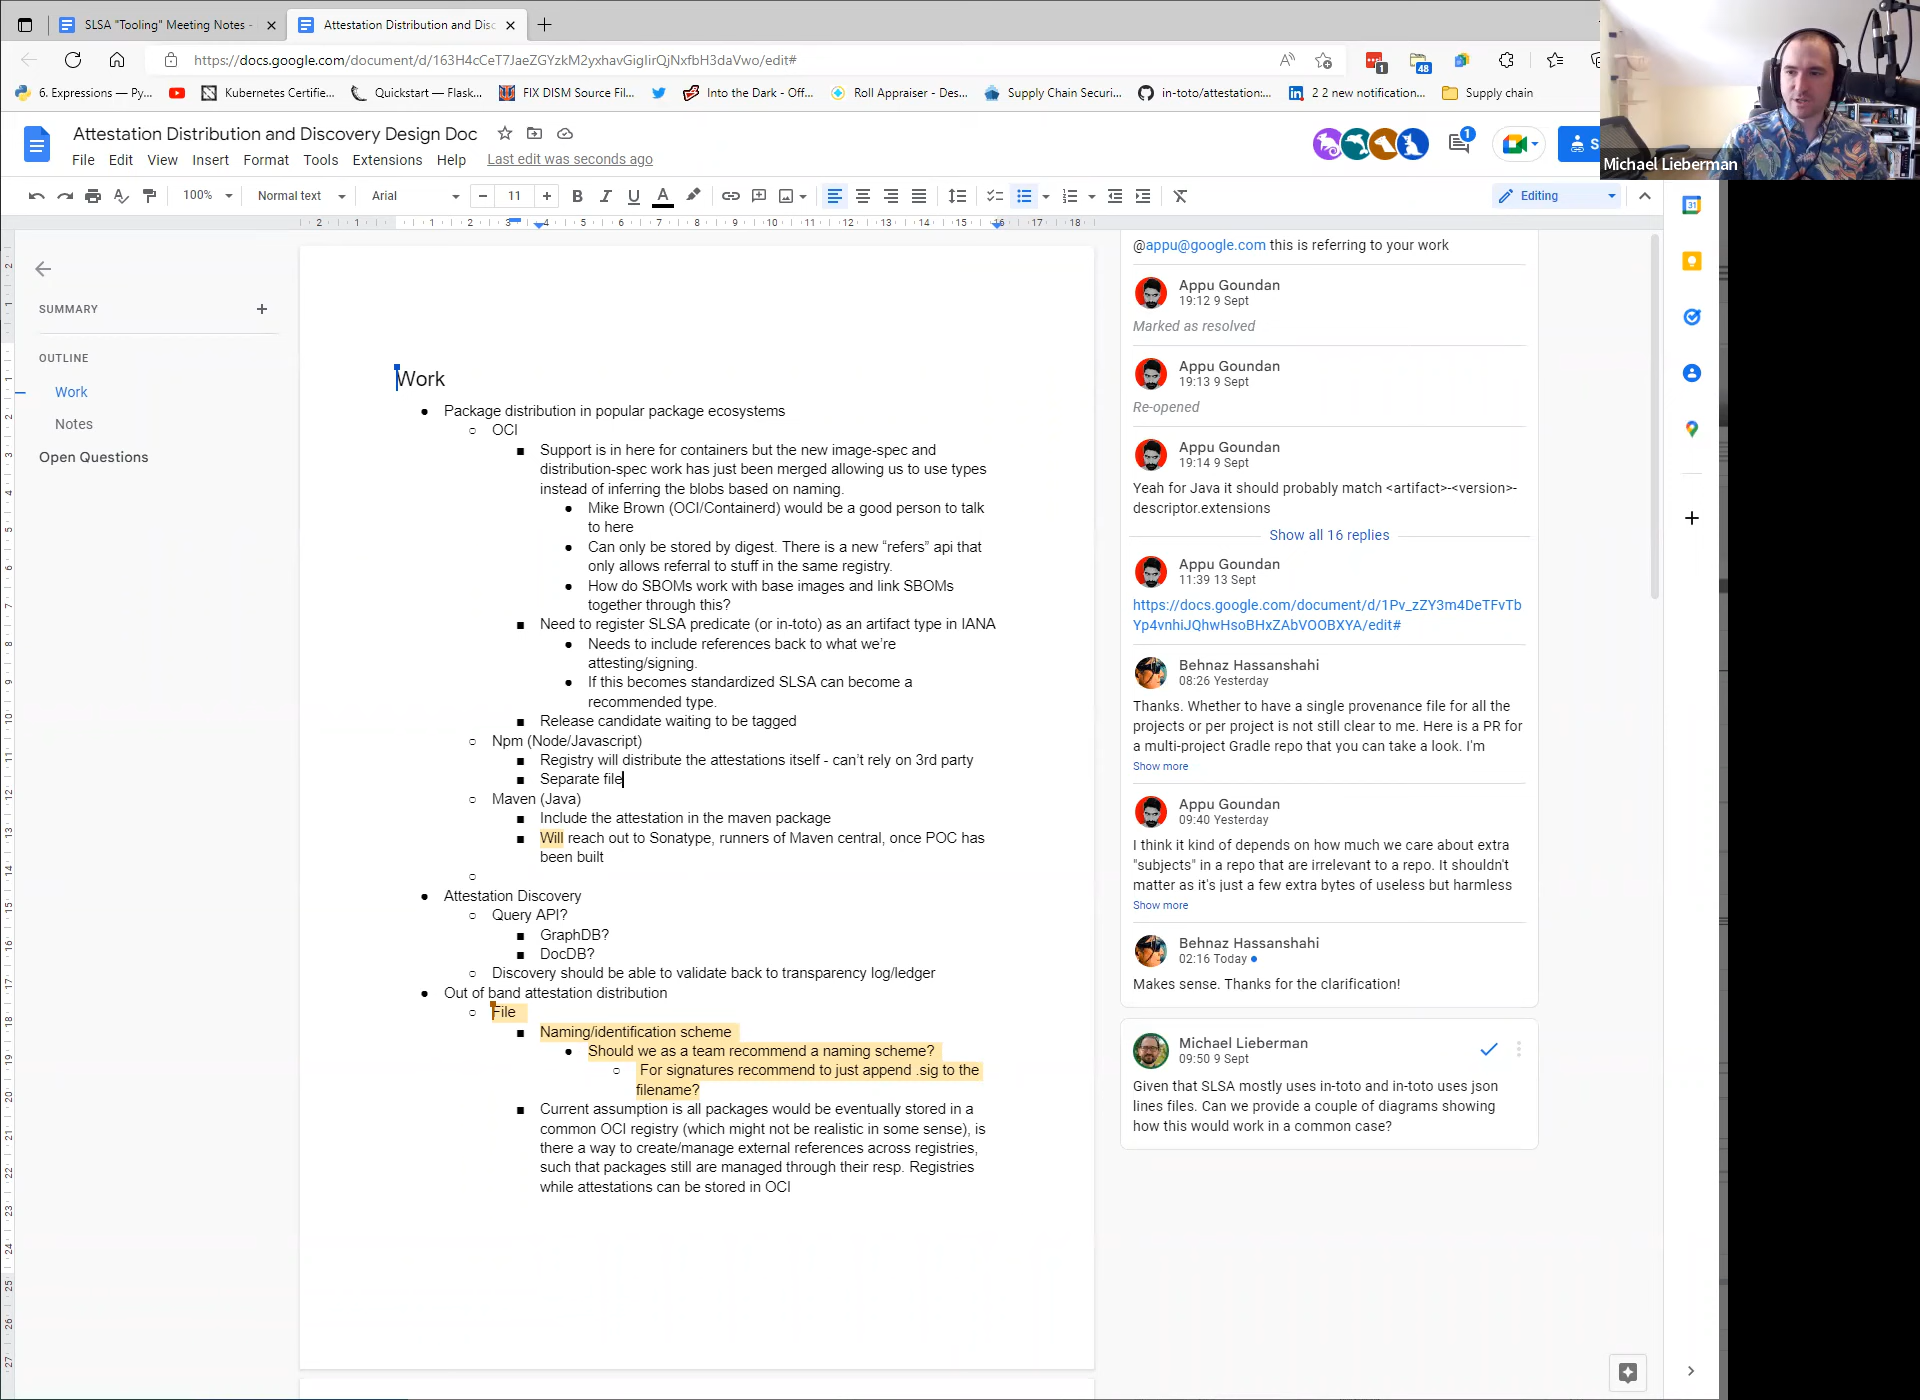 SLSA "Tooling" Meeting Notes -
Attestation Distribution and Disc
https://docs.google.com/document/d/163H4cCeT7JaeZGYzkM2yxhavGigIirQjNxfbH3daVwo/edit#
1
48
6. Expressions — Py...
Kubernetes Certifie...
Quickstart — Flask...
FIX DISM Source Fil...
Into the Dark - Off...
Roll Appraiser - Des...
Supply Chain Securi...
in-toto/attestation:...
2 2 new notification...
Supply chain
Michael Lieberman
Attestation Distribution and Discovery Design Doc
1
S
File Edit View Insert Format Tools Extensions Help Last edit was seconds ago
100% Normal text Arial 11 Editing
31
2 1 1 2 3 4 5 6 7 8 9 10 11 12 13 14 15 16 17 18
SUMMARY
OUTLINE
Work
Notes
Open Questions
Work
● Package distribution in popular package ecosystems
○ OCI
■ Support is in here for containers but the new image-spec and
distribution-spec work has just been merged allowing us to use types
instead of inferring the blobs based on naming.
● Mike Brown (OCI/Containerd) would be a good person to talk
to here
● Can only be stored by digest. There is a new “refers” api that
only allows referral to stuff in the same registry.
● How do SBOMs work with base images and link SBOMs
together through this?
■ Need to register SLSA predicate (or in-toto) as an artifact type in IANA
● Needs to include references back to what we’re
attesting/signing.
● If this becomes standardized SLSA can become a
recommended type.
■ Release candidate waiting to be tagged
○ Npm (Node/Javascript)
■ Registry will distribute the attestations itself - can’t rely on 3rd party
■ Separate file
○ Maven (Java)
■ Include the attestation in the maven package
■ Will reach out to Sonatype, runners of Maven central, once POC has
been built
○
● Attestation Discovery
○ Query API?
■ GraphDB?
■ DocDB?
○ Discovery should be able to validate back to transparency log/ledger
● Out of band attestation distribution
○ File
■ Naming/identification scheme
● Should we as a team recommend a naming scheme?
○ For signatures recommend to just append .sig to the
filename?
■ Current assumption is all packages would be eventually stored in a
common OCI registry (which might not be realistic in some sense), is
there a way to create/manage external references across registries,
such that packages still are managed through their resp. Registries
while attestations can be stored in OCI
@appu@google.com this is referring to your work
Appu Goundan
19:12 9 Sept
Marked as resolved
Appu Goundan
19:13 9 Sept
Re-opened
Appu Goundan
19:14 9 Sept
Yeah for Java it should probably match <artifact>-<version>-
descriptor.extensions
Show all 16 replies
Appu Goundan
11:39 13 Sept
https://docs.google.com/document/d/1Pv_zZY3m4DeTFvTb
Yp4vnhiJQhwHsoBHxZAbVOOBXYA/edit#
Behnaz Hassanshahi
08:26 Yesterday
Thanks. Whether to have a single provenance file for all the
projects or per project is not still clear to me. Here is a PR for
a multi-project Gradle repo that you can take a look. I'm
Show more
Appu Goundan
09:40 Yesterday
I think it kind of depends on how much we care about extra
"subjects" in a repo that are irrelevant to a repo. It shouldn't
matter as it's just a few extra bytes of useless but harmless
Show more
Behnaz Hassanshahi
02:16 Today
Makes sense. Thanks for the clarification!
Michael Lieberman
09:50 9 Sept
Given that SLSA mostly uses in-toto and in-toto uses json
lines files. Can we provide a couple of diagrams showing
how this would work in a common case?